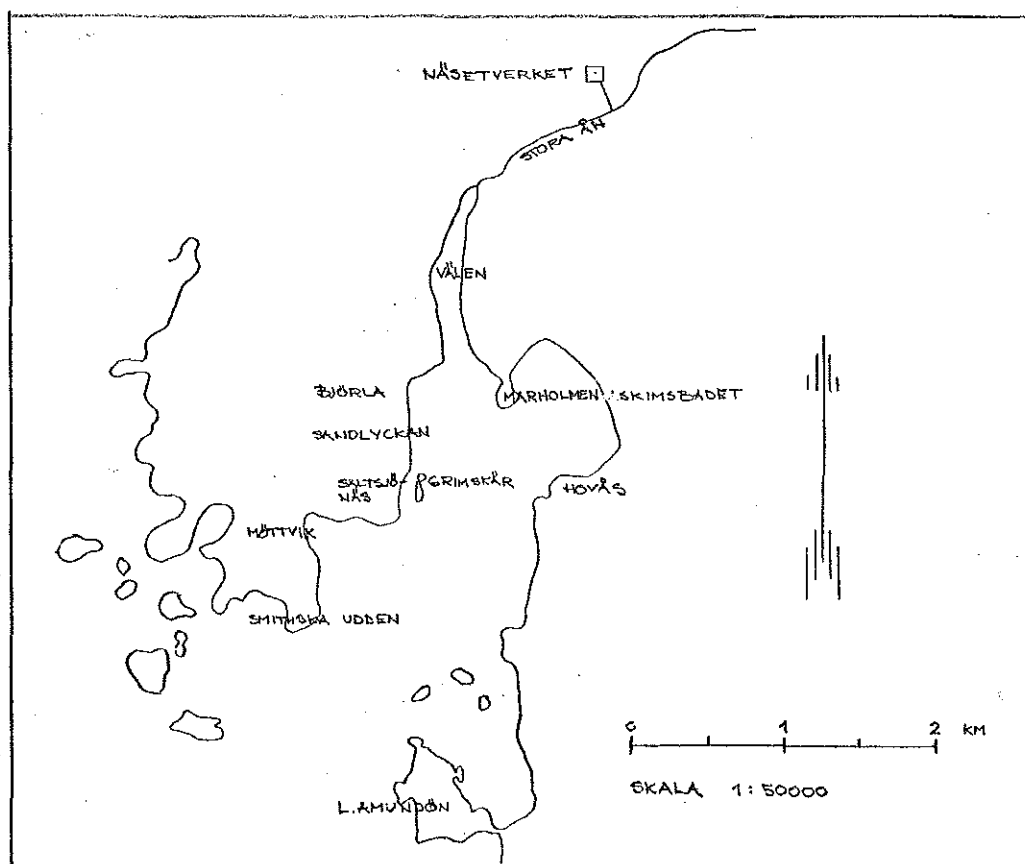 NÄSETVERKET
STORA ÅN
VÄLEN
BJÖRLA
MARHOLMEN
SKIMSBADET
SANDLYCKAN
SALTSJÖ-
NÄS
GRIMSKÄR
HOVÅS
MÖTTVIK
SMITHSKA UDDEN
0 1 2 KM
L. AMUNDÖN
SKALA 1:50000